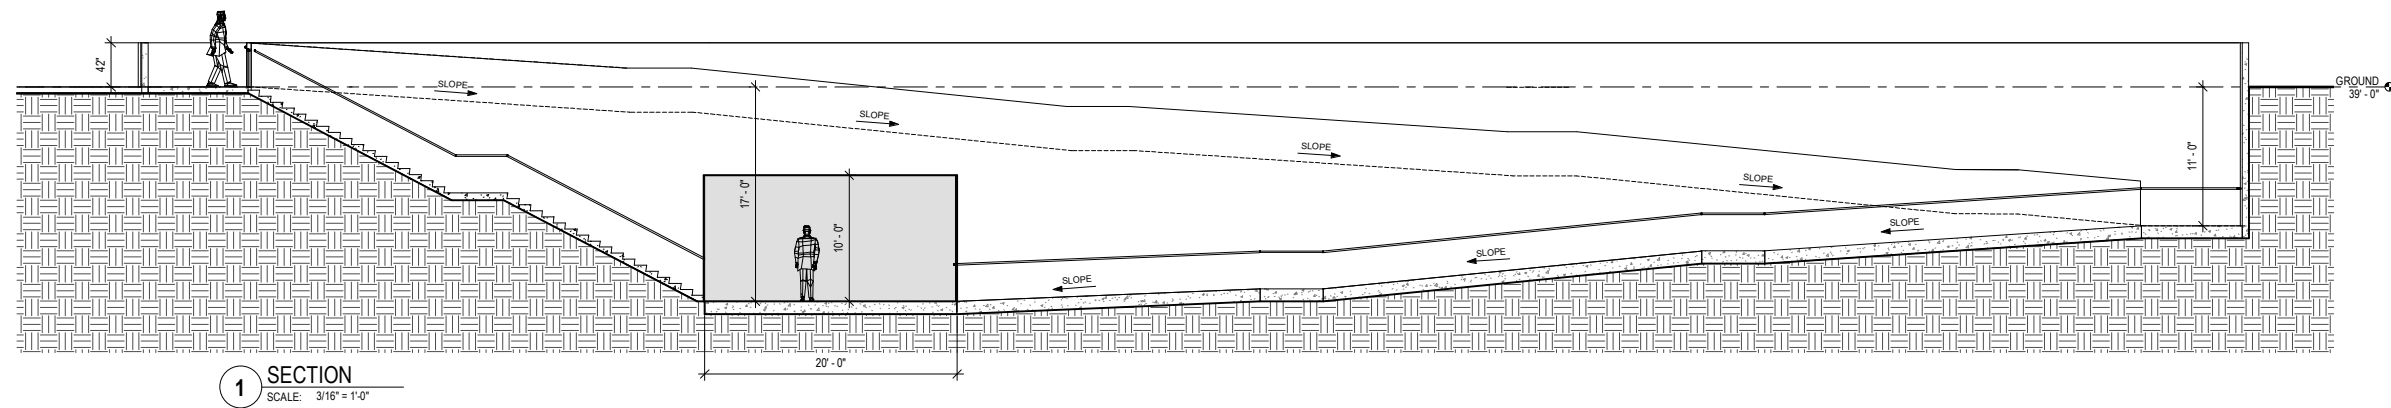 42"
SLOPE
GROUND
39' - 0"
SLOPE
SLOPE
SLOPE
11' - 0"
17' - 0"
10' - 0"
SLOPE
SLOPE
SLOPE
20' - 0"
1 SECTION
SCALE: 3/16" = 1'-0"